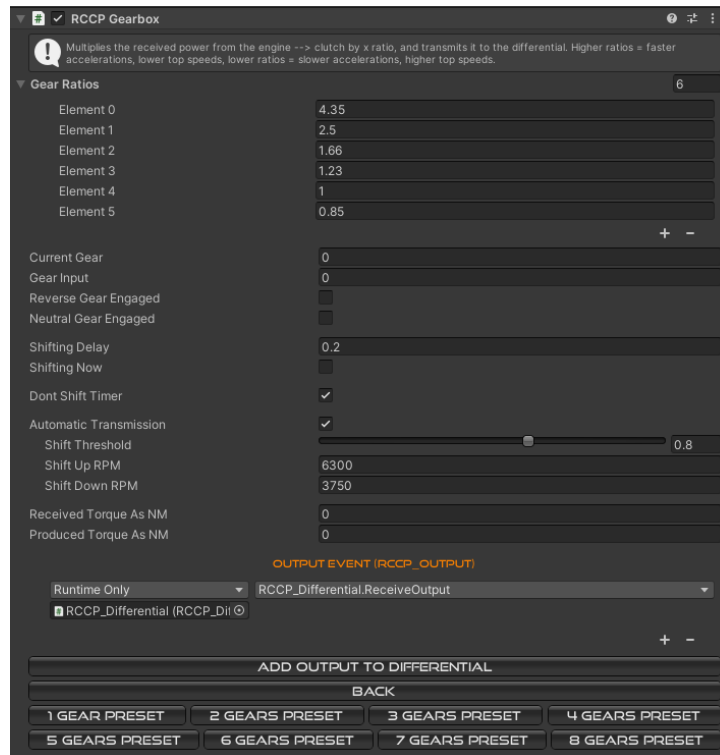 RCCP Gearbox
Multiplies the received power from the engine --> clutch by x ratio, and transmits it to the differential. Higher ratios = faster
accelerations, lower top speeds, lower ratios = slower accelerations, higher top speeds.
Gear Ratios 6
Element 0 4.35
Element 1 2.5
Element 2 1.66
Element 3 1.23
Element 4 1
Element 5 0.85
+ -
Current Gear 0
Gear Input 0
Reverse Gear Engaged
Neutral Gear Engaged
Shifting Delay 0.2
Shifting Now
Dont Shift Timer
Automatic Transmission
Shift Threshold 0.8
Shift Up RPM 6300
Shift Down RPM 3750
Received Torque As NM 0
Produced Torque As NM 0
OUTPUT EVENT (RCCP_OUTPUT)
Runtime Only RCCP_Differential.ReceiveOutput
RCCP_Differential (RCCP_Dif
+ -
ADD OUTPUT TO DIFFERENTIAL
BACK
1 GEAR PRESET 2 GEARS PRESET 3 GEARS PRESET 4 GEARS PRESET
5 GEARS PRESET 6 GEARS PRESET 7 GEARS PRESET 8 GEARS PRESET